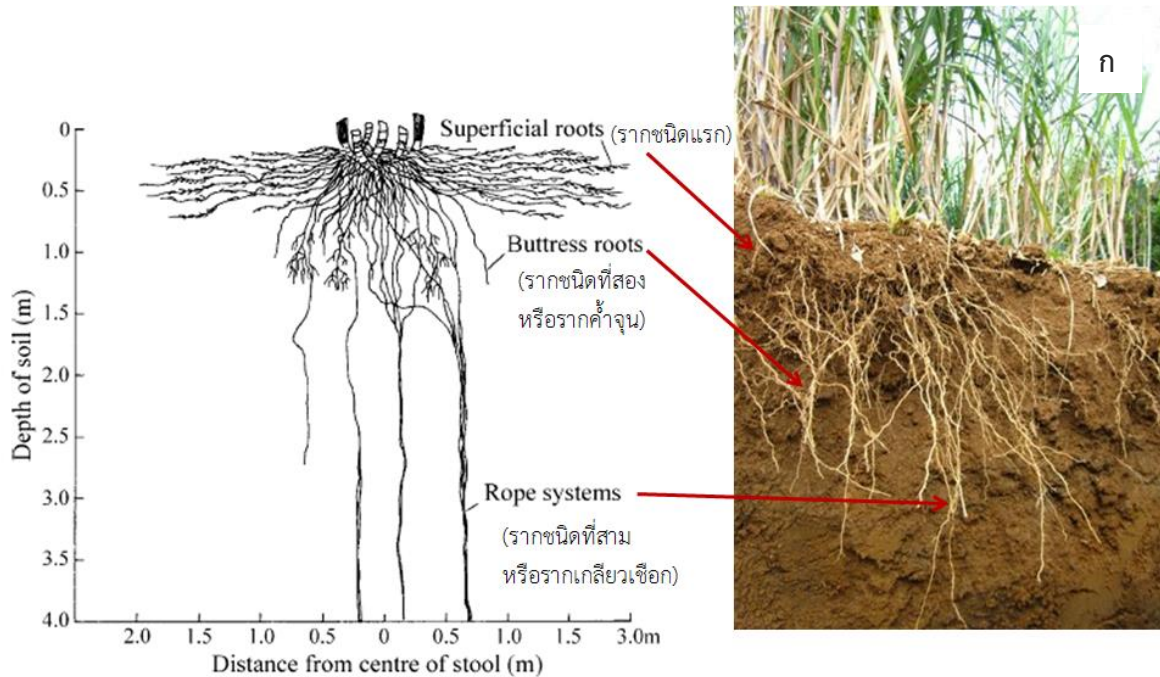 ก
Superficial roots (รากชนิดแรก)
Buttress roots
(รากชนิดที่สอง
หรือรากค้ำจุน)
Rope systems
(รากชนิดที่สาม
หรือรากเกลียวเชือก)
Depth of soil (m)
0
0.5
1.0
1.5
2.0
2.5
3.0
3.5
4.0
2.0 1.0 0.5 0 0.5 1.0 1.5 3.0m
Distance from centre of stool (m)